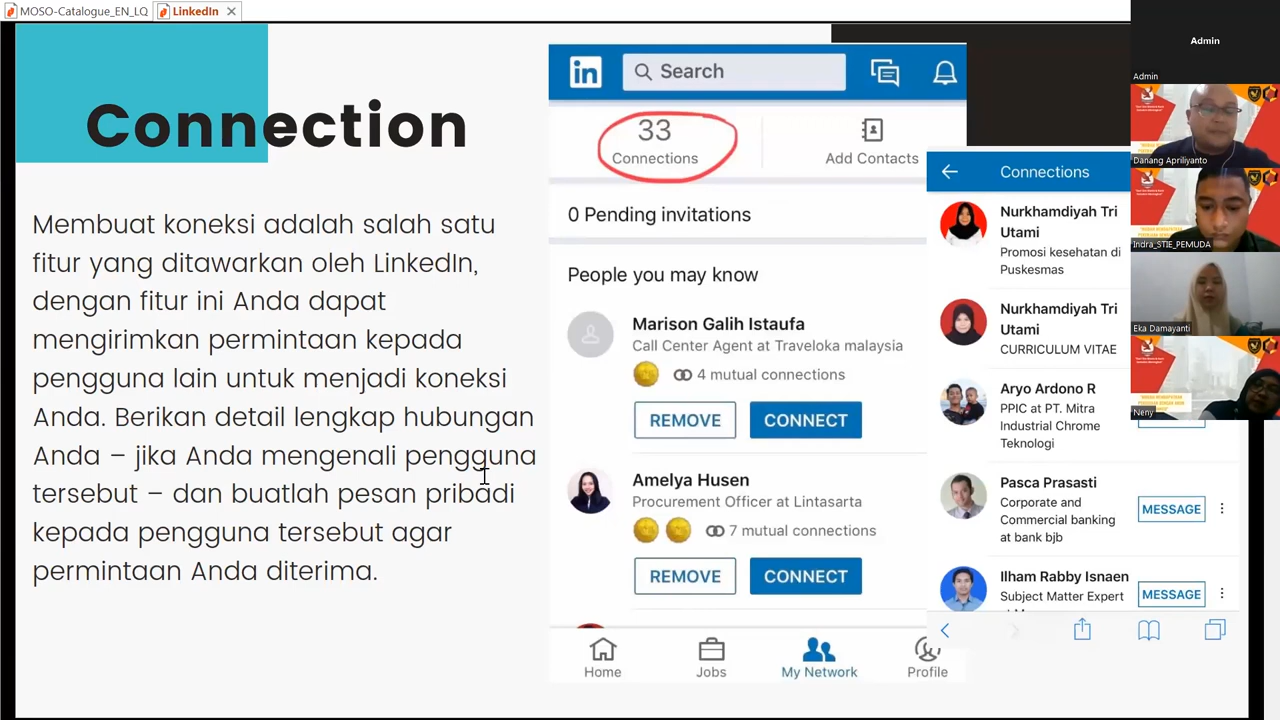 MOSO-Catalogue_EN_LQ
LinkedIn
Connection
Membuat koneksi adalah salah satu
fitur yang ditawarkan oleh LinkedIn,
dengan fitur ini Anda dapat
mengirimkan permintaan kepada
pengguna lain untuk menjadi koneksi
Anda. Berikan detail lengkap hubungan
Anda – jika Anda mengenali pengguna
tersebut – dan buatlah pesan pribadi
kepada pengguna tersebut agar
permintaan Anda diterima.
in
Search
33
Connections
Add Contacts
0 Pending invitations
People you may know
Marison Galih Istaufa
Call Center Agent at Traveloka malaysia
4 mutual connections
REMOVE
CONNECT
Amelya Husen
Procurement Officer at Lintasarta
7 mutual connections
REMOVE
CONNECT
Home
Jobs
My Network
Profile
Connections
Nurkhamdiyah Tri
Utami
Promosi kesehatan di
Puskesmas
Nurkhamdiyah Tri
Utami
CURRICULUM VITAE
Aryo Ardono R
PPIC at PT. Mitra
Industrial Chrome
Teknologi
Pasca Prasasti
Corporate and
Commercial banking
at bank bjb
MESSAGE
Ilham Rabby Isnaen
Subject Matter Expert
MESSAGE
Admin
Admin
Danang Apriliyanto
Indra_STIE_PEMUDA
Eka Damayanti
Neny